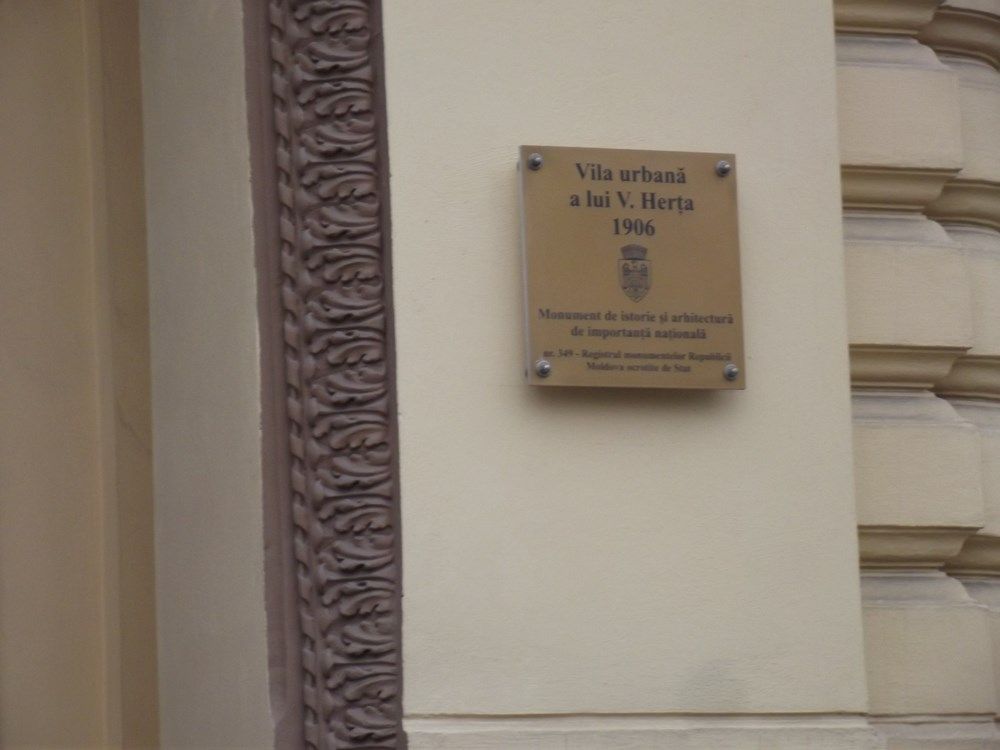 Vila urbană
a lui V. Herța
1906
Monument de istorie și arhitectură
de importanță națională
nr. 349 - Registrul monumentelor Republicii
Moldova ocrotite de Stat